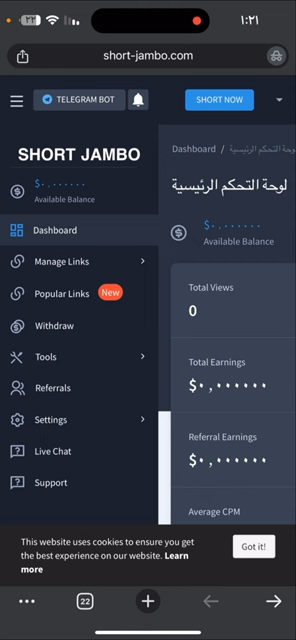 ١:٢١
short-jambo.com
TELEGRAM BOT
SHORT NOW
SHORT JAMBO
$٠,٠٠٠٠٠٠
Available Balance
Dashboard
Manage Links
Popular Links New
Withdraw
Tools
Referrals
Settings
Live Chat
Support
Dashboard / لوحة التحكم الرئيسية
لوحة التحكم الرئيسية
$٠,٠٠٠٠٠٠
Available Balance
Total Views
0
Total Earnings
$٠,٠٠٠٠٠٠
Referral Earnings
$٠,٠٠٠٠٠٠
Average CPM
This website uses cookies to ensure you get
the best experience on our website. Learn
more
Got it!
22